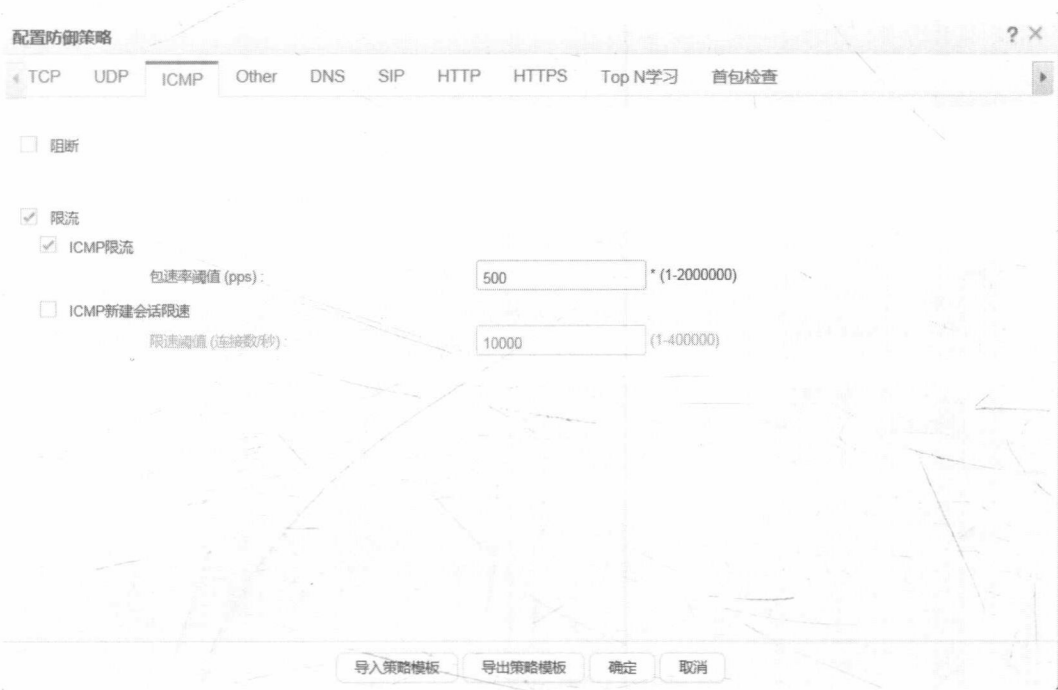 配置防御策略 ? ×
TCP UDP ICMP Other DNS SIP HTTP HTTPS Top N学习 首包检查
阻断
限流
ICMP限流
包速率阈值 (pps) : 500 * (1-2000000)
ICMP新建会话限速
限速阈值 (连接数/秒) : 10000 (1-400000)
导入策略模板 导出策略模板 确定 取消